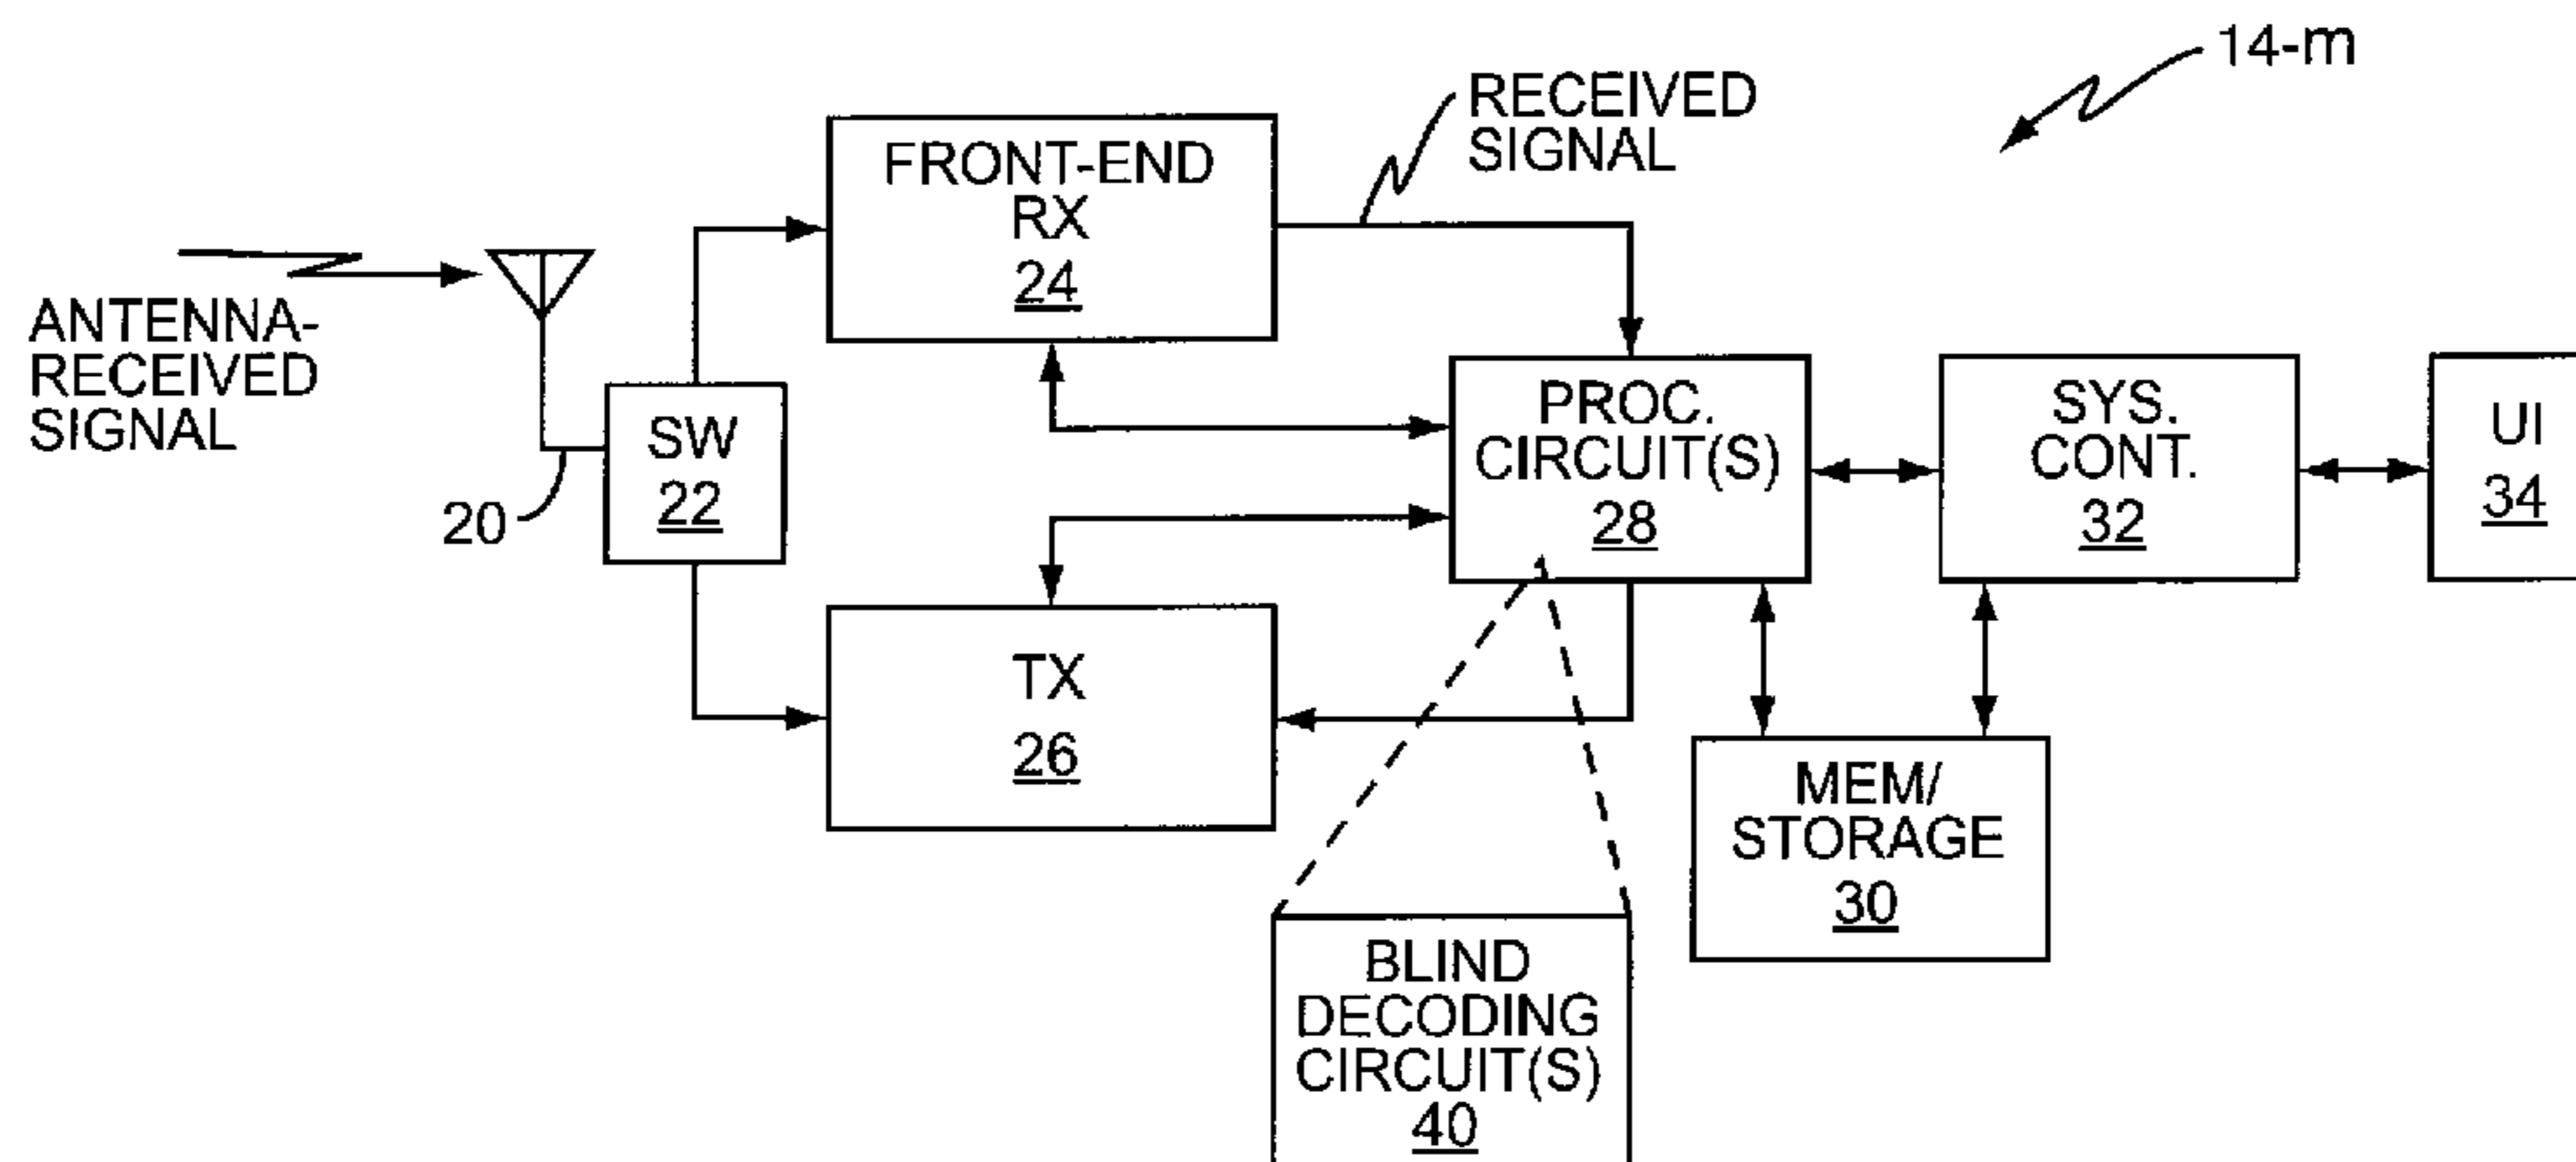 14-m
RECEIVED
SIGNAL
FRONT-END
RX
24
ANTENNA-
RECEIVED
SIGNAL
20
SW
22
PROC.
CIRCUIT(S)
28
SYS.
CONT.
32
UI
34
TX
26
MEM/
STORAGE
30
BLIND
DECODING
CIRCUIT(S)
40